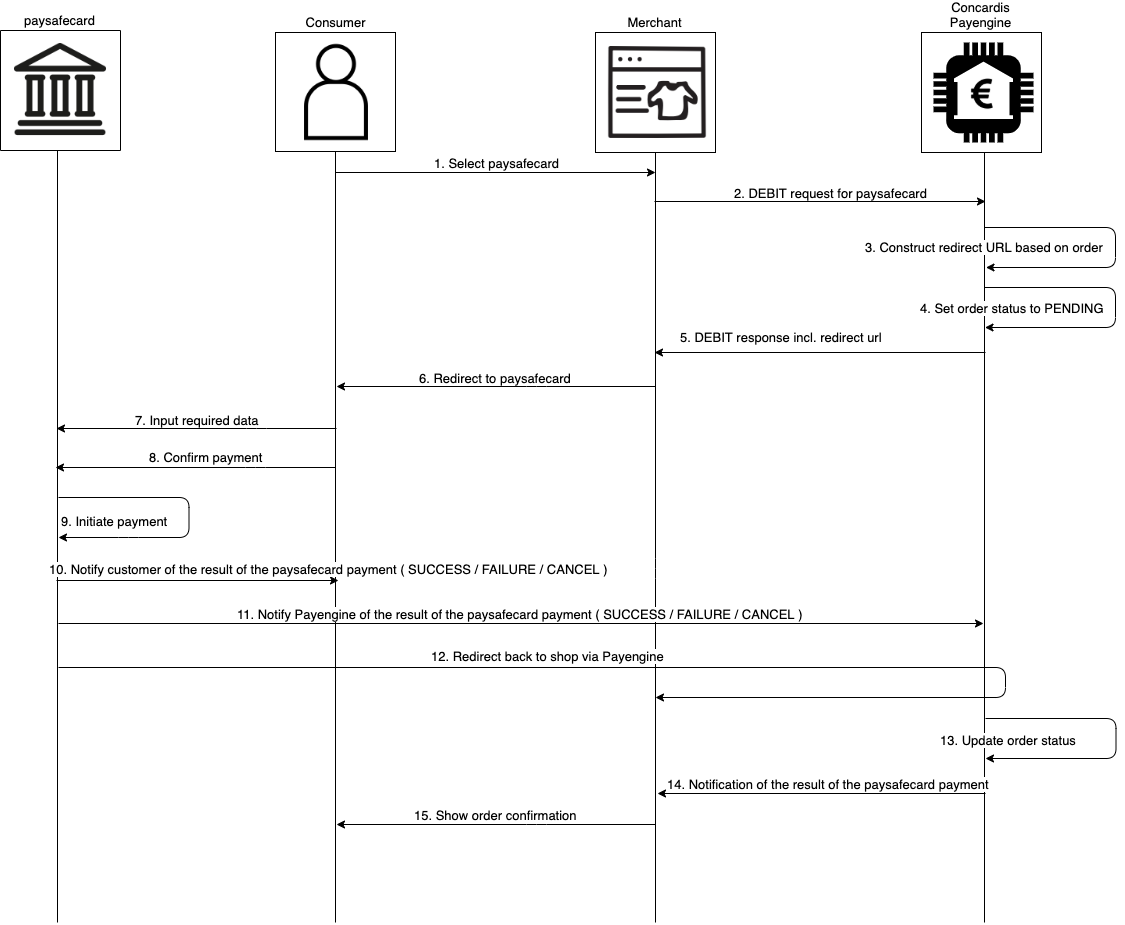 paysafecard
Consumer
Merchant
Concardis
Payengine
€
1. Select paysafecard
2. DEBIT request for paysafecard
3. Construct redirect URL based on order
4. Set order status to PENDING
5. DEBIT response incl. redirect url
6. Redirect to paysafecard
7. Input required data
8. Confirm payment
9. Initiate payment
10. Notify customer of the result of the paysafecard payment ( SUCCESS / FAILURE / CANCEL )
11. Notify Payengine of the result of the paysafecard payment ( SUCCESS / FAILURE / CANCEL )
12. Redirect back to shop via Payengine
13. Update order status
14. Notification of the result of the paysafecard payment
15. Show order confirmation